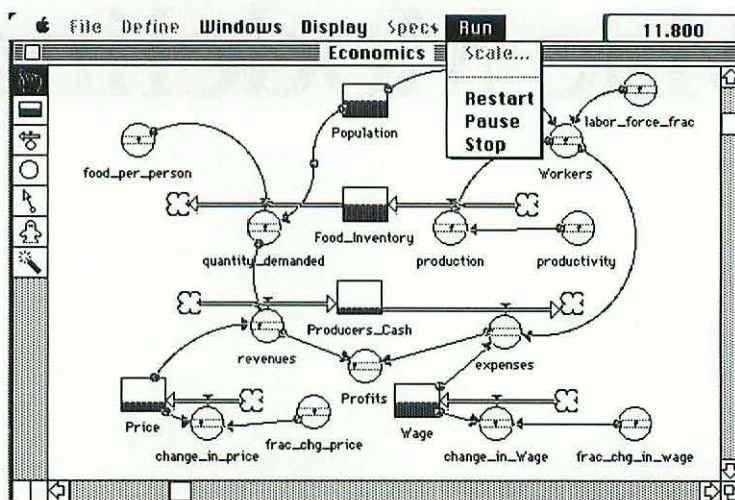 File Define Windows Display Specs Run 11.800
Economics
Scale...
Restart
Pause
Stop
Population
labor_force_frac
food_per_person
Workers
Food_Inventory
quantity_demanded
production
productivity
Producers_Cash
revenues
expenses
Profits
Price
Wage
frac_chg_price
change_in_price
change_in_Wage
frac_chg_in_wage